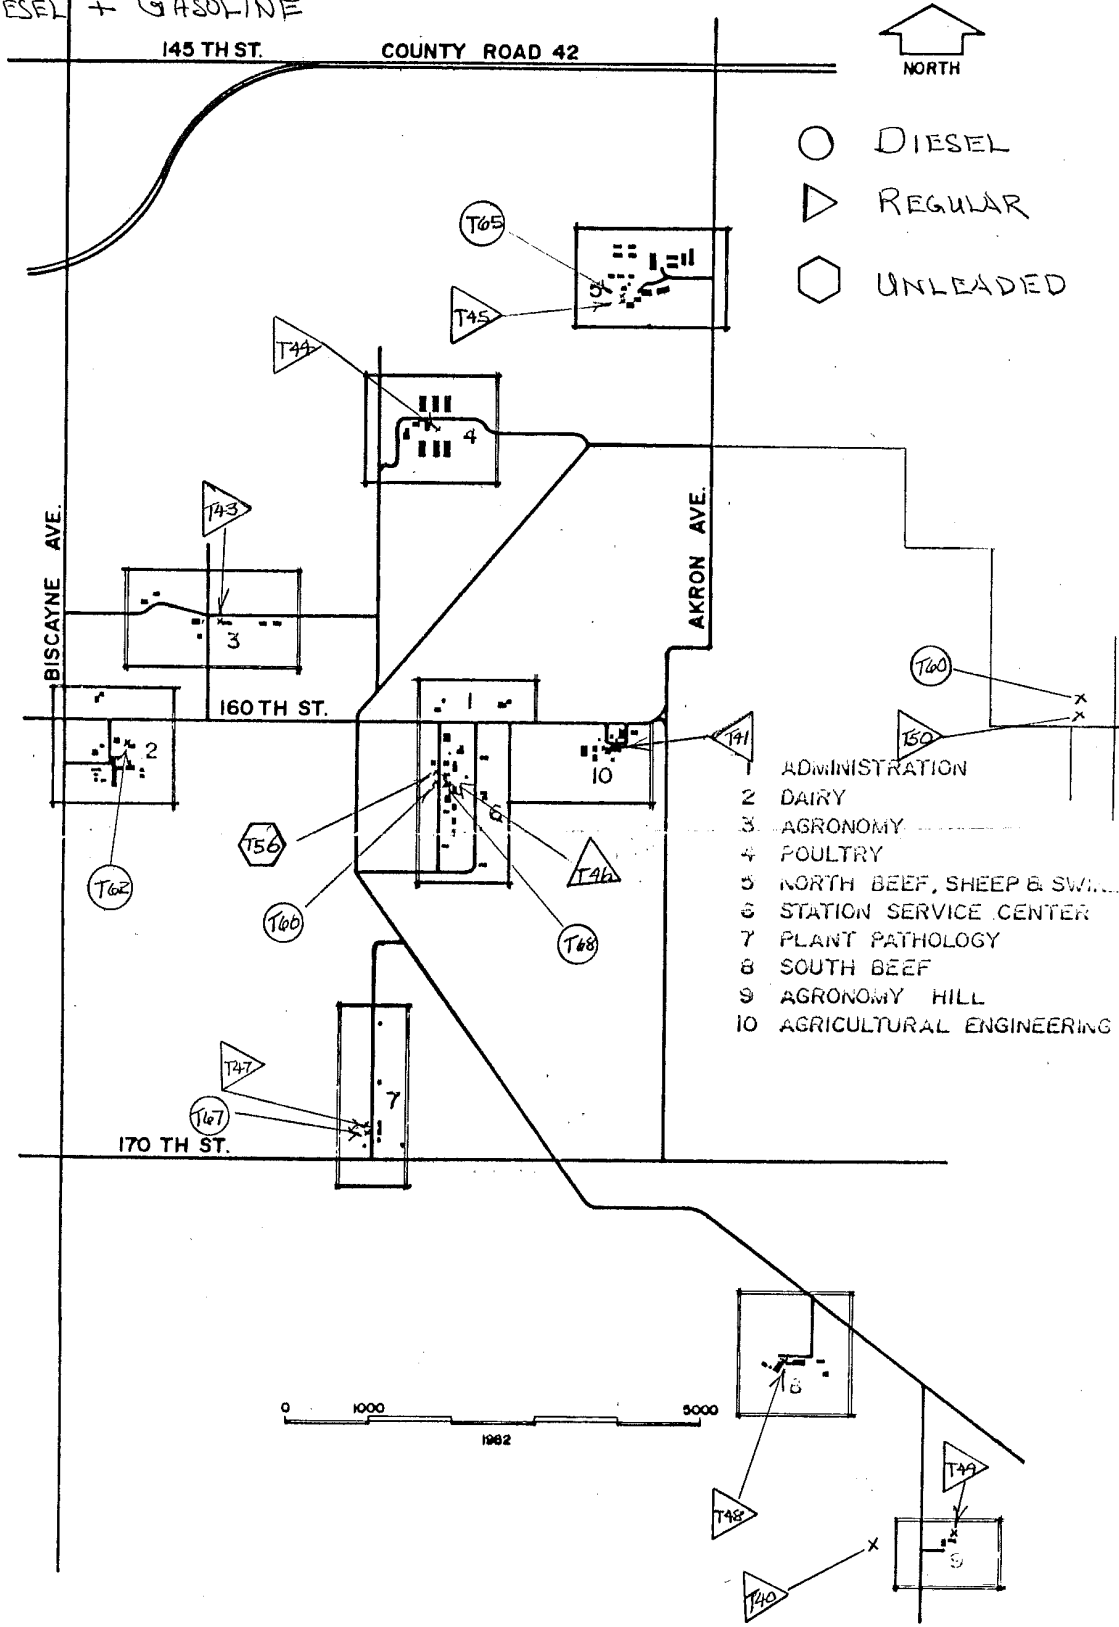 ESEL + GASOLINE
145 TH ST.
COUNTY ROAD 42
NORTH
DIESEL
REGULAR
UNLEADED
T65
5
T45
T44
4
T43
BISCAYNE AVE.
AKRON AVE.
3
T60
160 TH ST.
1
2
T41
T50
10
6
T56
T46
T62
T66
T68
1 ADMINISTRATION
2 DAIRY
3 AGRONOMY
4 POULTRY
5 NORTH BEEF, SHEEP &
6 STATION SERVICE CENTER
7 PLANT PATHOLOGY
8 SOUTH BEEF
9 AGRONOMY HILL
10 AGRICULTURAL ENGINEERING
T47
T67
7
170 TH ST.
8
0 1000 5000
1982
T49
T48
9
T40